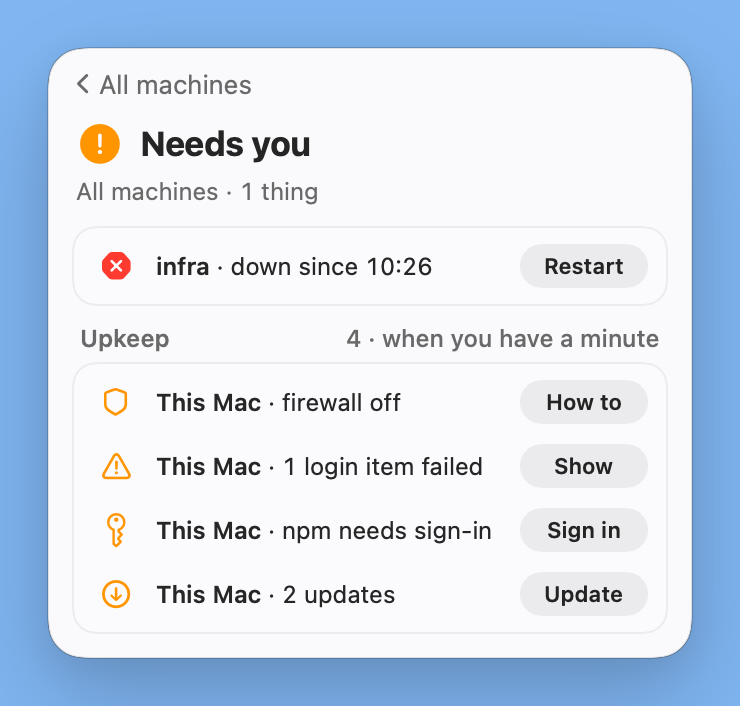 All machines
Needs you
All machines · 1 thing
infra · down since 10:26 Restart
Upkeep 4 · when you have a minute
This Mac · firewall off How to
This Mac · 1 login item failed Show
This Mac · npm needs sign-in Sign in
This Mac · 2 updates Update